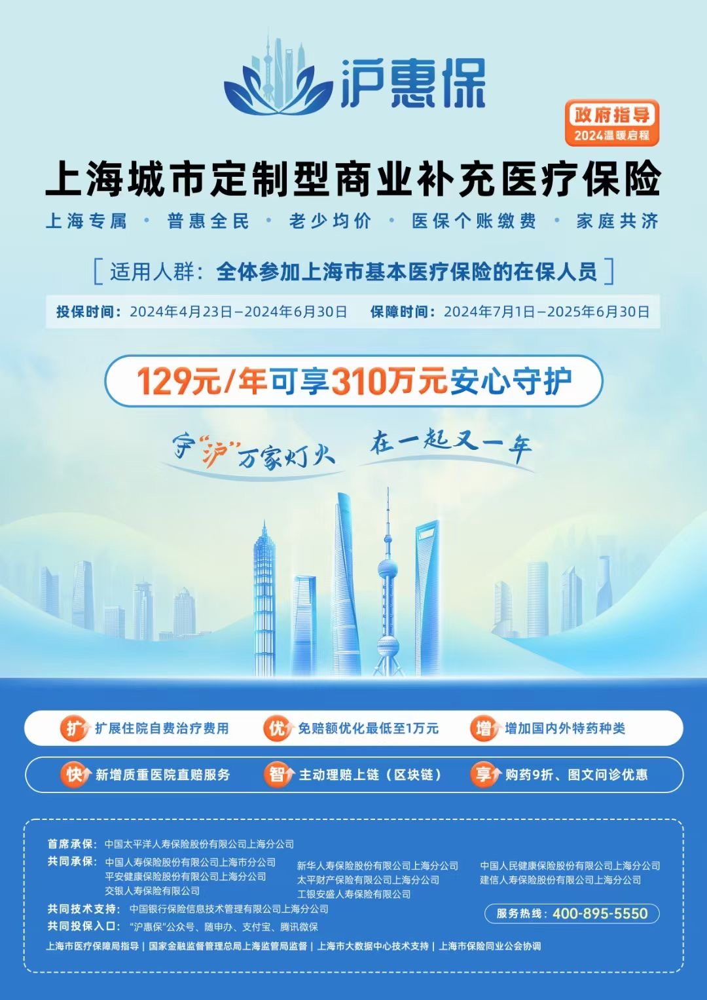 沪惠保
政府指导
2024温暖启程
上海城市定制型商业补充医疗保险
上海专属 · 普惠全民 · 老少均价 · 医保个账缴费 · 家庭共济
[ 适用人群：全体参加上海市基本医疗保险的在保人员 ]
投保时间：2024年4月23日-2024年6月30日 保障时间：2024年7月1日-2025年6月30日
129元/年可享310万元安心守护
守“沪”万家灯火 在一起又一年
扩 扩展住院自费治疗费用 优 免赔额优化最低至1万元 增 增加国内外特药种类
快 新增质重医院直赔服务 智 主动理赔上链（区块链） 享 购药9折、图文问诊优惠
首席承保：中国太平洋人寿保险股份有限公司上海分公司
共同承保：中国人寿保险股份有限公司上海市分公司 新华人寿保险股份有限公司上海分公司 中国人民健康保险股份有限公司上海分公司
平安健康保险股份有限公司上海分公司 太平财产保险有限公司上海分公司 建信人寿保险股份有限公司上海分公司
交银人寿保险有限公司 工银安盛人寿保险有限公司
共同技术支持：中国银行保险信息技术管理有限公司上海分公司
服务热线：400-895-5550
共同投保入口：“沪惠保”公众号、随申办、支付宝、腾讯微保
上海市医疗保障局指导 | 国家金融监督管理总局上海监管局监督 | 上海市大数据中心技术支持 | 上海市保险同业公会协调